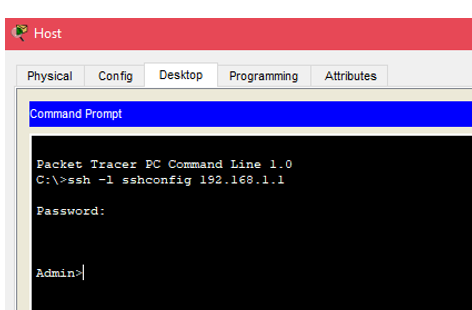 Host
Physical Config Desktop Programming Attributes
Command Prompt
Packet Tracer PC Command Line 1.0
C:\>ssh -l sshconfig 192.168.1.1
Password:
Admin>